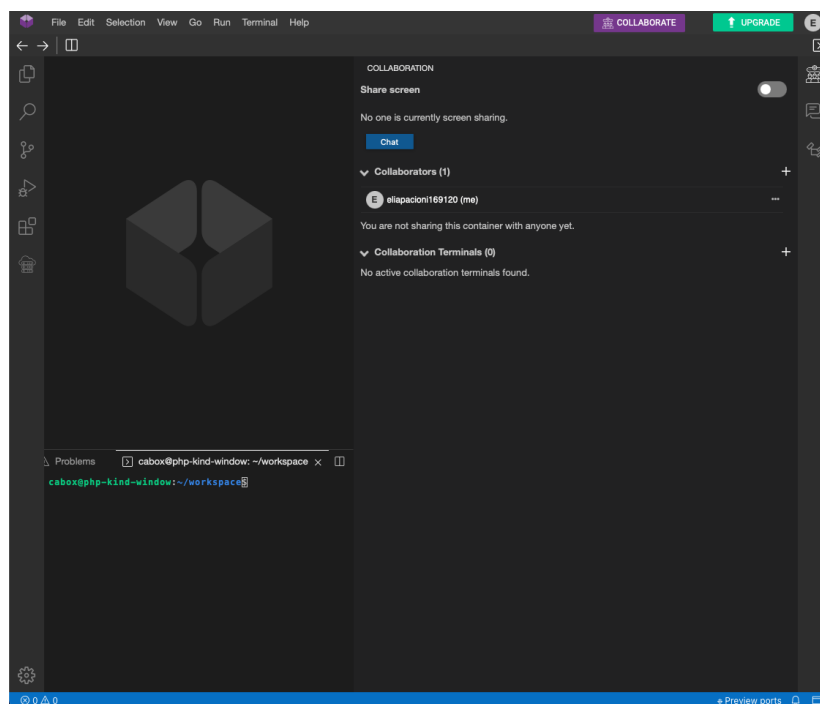 File Edit Selection View Go Run Terminal Help
COLLABORATE
UPGRADE
E
COLLABORATION
Share screen
No one is currently screen sharing.
Chat
Collaborators (1)
E eliapacioni169120 (me)
You are not sharing this container with anyone yet.
Collaboration Terminals (0)
No active collaboration terminals found.
Problems
cabox@php-kind-window: ~/workspace
cabox@php-kind-window:~/workspace$
0 0
Preview ports